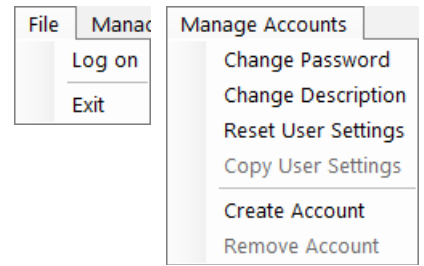 File Manac
Log on
Exit
Manage Accounts
Change Password
Change Description
Reset User Settings
Copy User Settings
Create Account
Remove Account